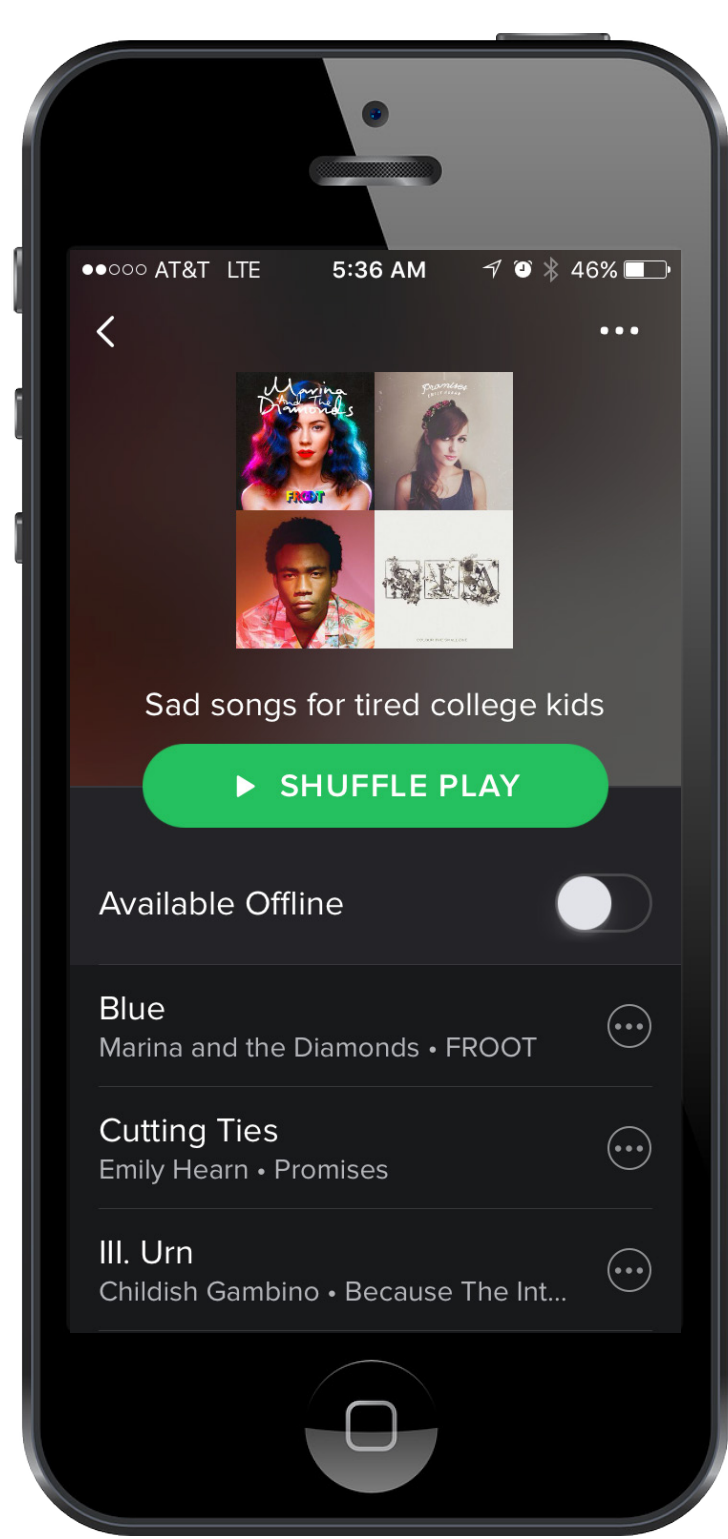 AT&T LTE 5:36 AM 46%
Marina
And The
Diamonds
FROOT
promises
EMILY HEARN
SIA
Sad songs for tired college kids
SHUFFLE PLAY
Available Offline
Blue
Marina and the Diamonds • FROOT
Cutting Ties
Emily Hearn • Promises
III. Urn
Childish Gambino • Because The Int...